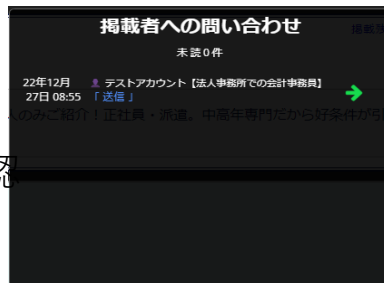 掲載者への問い合わせ
掲載
未読0件
22年12月 テストアカウント【法人事務所での会計事務員】
27日 08:55 「送信」
のみご紹介！正社員・派遣。中高年専門だから好条件が引